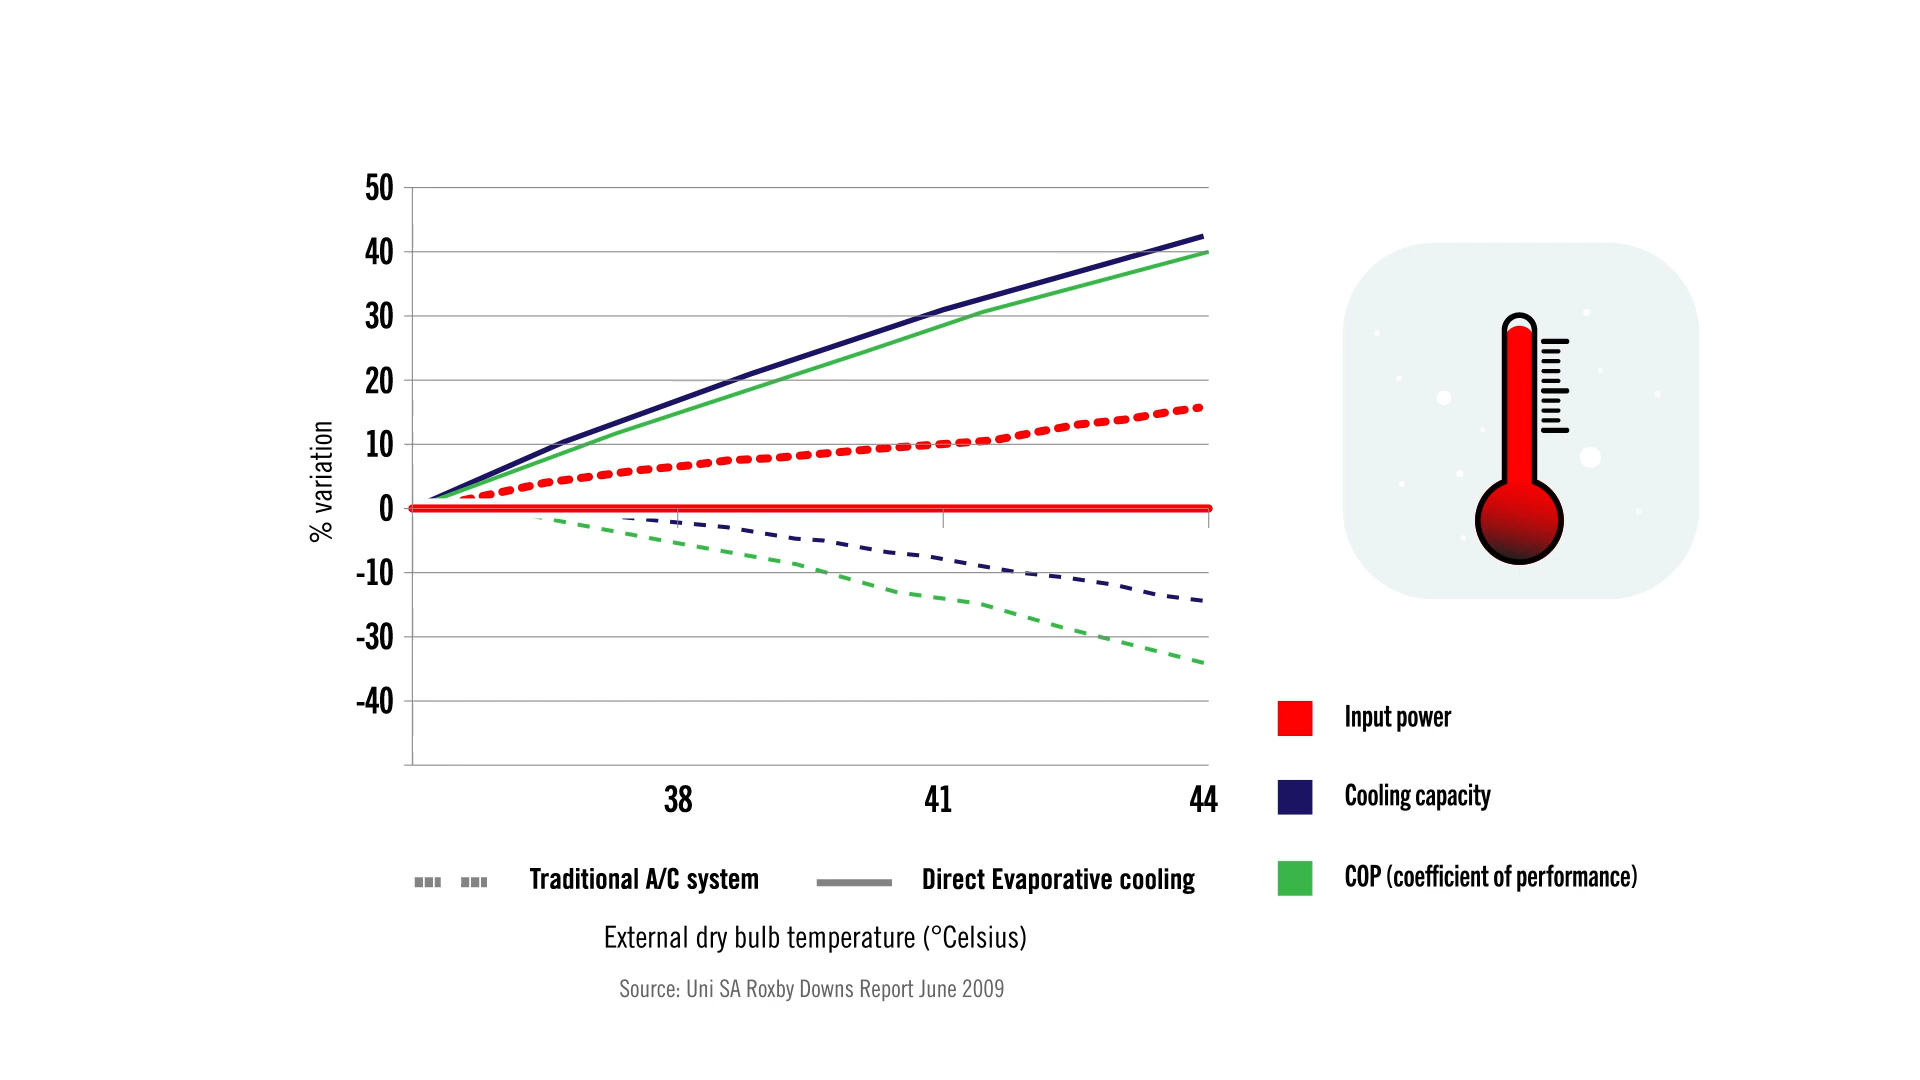 50
40
30
20
10
0
-10
-30
-40
% variation
38 41 44
Traditional A/C system Direct Evaporative cooling
External dry bulb temperature (°Celsius)
Source: Uni SA Roxby Downs Report June 2009
Input power
Cooling capacity
COP (coefficient of performance)